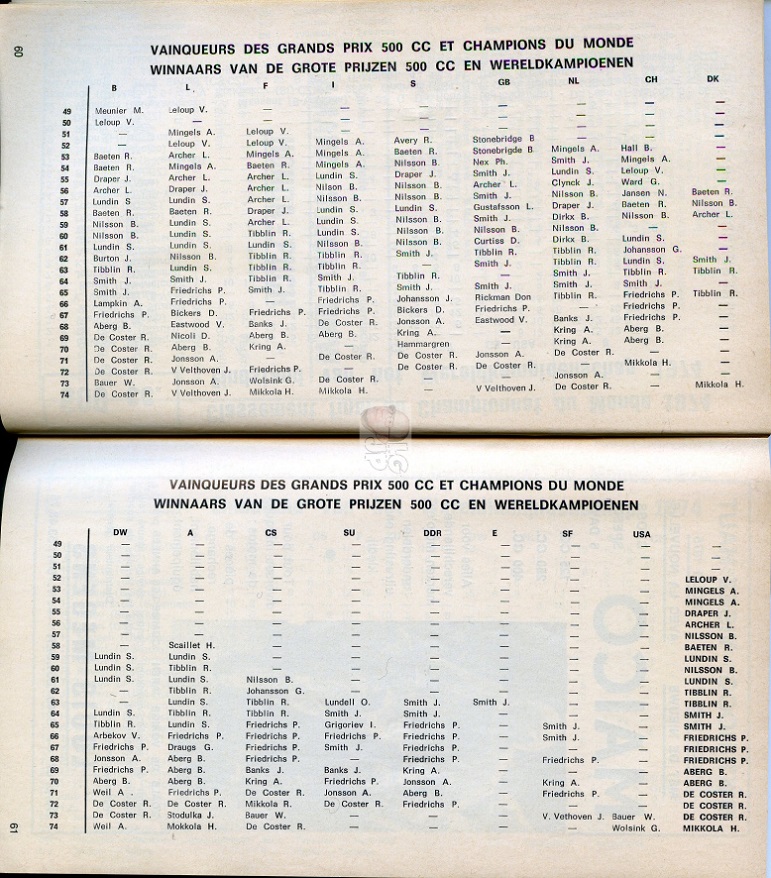 60
VAINQUEURS DES GRANDS PRIX 500 CC ET CHAMPIONS DU MONDE
WINNAARS VAN DE GROTE PRIJZEN 500 CC EN WERELDKAMPIOENEN
B L F I S GB NL CH DK
49 Meunier M. Leloup V. — — — — — — —
50 Leloup V. — — — — — — — —
51 — Mingels A. Leloup V. — — — — — —
52 — Leloup V. Leloup V. Mingels A. Avery R. Stonebridge B — — —
53 Baeten R. Archer L. Mingels A. Mingels A. Baeten R. Stonebrigde B Mingels A. Hall B. —
54 Baeten R. Mingels A. Baeten R. Mingels A. Nilsson B. Nex Ph. Smith J. Mingels A. —
55 Draper J. Archer L. Archer L. Lundin S. Draper J. Smith J. Lundin S. Leloup V. —
56 Archer L. Draper J. Archer L. Nilson B. Nilsson B. Archer L. Clynck J. Ward G. —
57 Lundin S Lundin S. Archer L. Nilsson B. Nilsson B. Smith J. Nilsson B. Jansen N. Baeten R.
58 Baeten R. Baeten R. Draper J. Lundin S. Lundin S. Gustafsson L. Draper J. Baeten R. Nilsson B.
59 Nilsson B. Lundin S. Archer L. Lundin S. Nilsson B. Smith J. Dirkx B. Nilsson B. Archer L.
60 Nilsson B. Lundin S. Tibblin R. Tibblin R. Nilsson B. Nilsson B. Nilsson B. — —
61 Lundin S. Lundin S. Lundin S. Nilsson B. Nilsson B. Curtiss D. Dirkx B. Lundin S. —
62 Burton J. Nilsson B. Tibblin R. Tibblin R. Smith J. Tibblin R. Tibblin R. Johansson G. —
63 Tibblin R. Lundin S. Tibblin R. Tibblin R. — Smith J. Tibblin R. Lundin S. Smith J.
64 Smith J. Smith J. Tibblin R. Smith J. Tibblin R. — Smith J. Tibblin R. Tibblin R.
65 Smith J. Friedrichs P. Smith J. Tibblin R. — Smith J. Smith J. Smith J. —
66 Lampkin A. Friedrichs P. — Friedrichs P. Johansson J. Rickman Don Tibblin R. Friedrichs P. Tibblin R.
67 Friedrichs P. Bickers D. Friedrichs P. Friedrichs P. Bickers D. Friedrichs P. — Friedrichs P. —
68 Aberg B. Eastwood V. Banks J. De Coster R. Jonsson A. Eastwood V. Banks J. Friedrichs P. —
69 De Coster R. Nicoli D. Aberg B. Aberg B. Kring A. — Kring A. Aberg B. —
70 De Coster R. Aberg B. Kring A. — Hammargren — Kring A. Aberg B. —
71 De Coster R. Jonsson A. — De Coster R. De Coster R. Jonsson A. De Coster R. — —
72 De Coster R. V Velthoven J. Friedrichs P. — De Coster R. De Coster R. — Mikkola H. —
73 Bauer W. Jonsson A. Wolsink G. De Coster R. — — Jonsson A. — —
74 De Coster R. V Velthoven J. Mikkola H. Mikkola H. — V Velthoven J. De Coster R. — Mikkola H.
VAINQUEURS DES GRANDS PRIX 500 CC ET CHAMPIONS DU MONDE
WINNAARS VAN DE GROTE PRIJZEN 500 CC EN WERELDKAMPIOENEN
DW A CS SU DDR E SF USA
49 — — — — — — — — —
50 — — — — — — — — —
51 — — — — — — — — —
52 — — — — — — — — LELOUP V.
53 — — — — — — — — MINGELS A.
54 — — — — — — — — MINGELS A.
55 — — — — — — — — DRAPER J.
56 — — — — — — — — ARCHER L.
57 — — — — — — — — NILSSON B.
58 — Scaillet H. — — — — — — BAETEN R.
59 Lundin S. Lundin S. — — — — — — LUNDIN S.
60 Lundin S. Tibblin R. — — — — — — NILSSON B.
61 Lundin S. Lundin S. Nilsson B. — — — — — LUNDIN S.
62 — Tibblin R. Johansson G. — — — — — TIBBLIN R.
63 — Lundin S. Tibblin R. Lundell O. Smith J. Smith J. — — TIBBLIN R.
64 Lundin S. Tibblin R. Tibblin R. Smith J. Smith J. — — — SMITH J.
65 Tibblin R. Lundin S. Friedrichs P. Grigoriev I. Friedrichs P. — Smith J. — SMITH J.
66 Arbekov V. Friedrichs P. Friedrichs P. Friedrichs P. Friedrichs P. — Smith J. — FRIEDRICHS P.
67 Friedrichs P. Draugs G. Friedrichs P. Smith J. Friedrichs P. — — — FRIEDRICHS P.
68 Jonsson A. Aberg B. Friedrichs P. — Friedrichs P. — Friedrichs P. — FRIEDRICHS P.
69 Friedrichs P. Aberg B. Banks J. Banks J. Kring A. — — — ABERG B.
70 Aberg B. Aberg B. Kring A. Friedrichs P. Jonsson A. — Kring A. — ABERG B.
71 Weil A . Friedrichs P. De Coster R. Jonsson A. Aberg B. — Friedrichs P. — DE COSTER R.
72 De Coster R. De Coster R. Mikkola R. De Coster R. Friedrichs P. — — — DE COSTER R.
73 De Coster R. Stodulka J. Bauer W. — — — V. Vethoven J. Bauer W. DE COSTER R.
74 Weil A. Mokkola H. De Coster R. — — — — Wolsink G. MIKKOLA H.
61